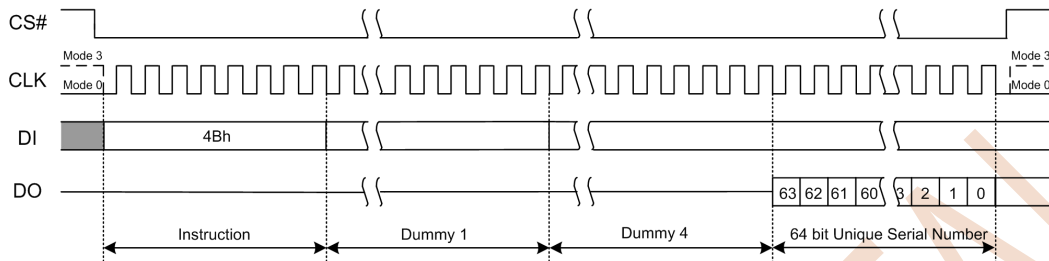 CS#
Mode 3 Mode 3
CLK
Mode 0 Mode 0
DI 4Bh
DO 63 62 61 60 3 2 1 0
Instruction Dummy 1 Dummy 4 64 bit Unique Serial Number